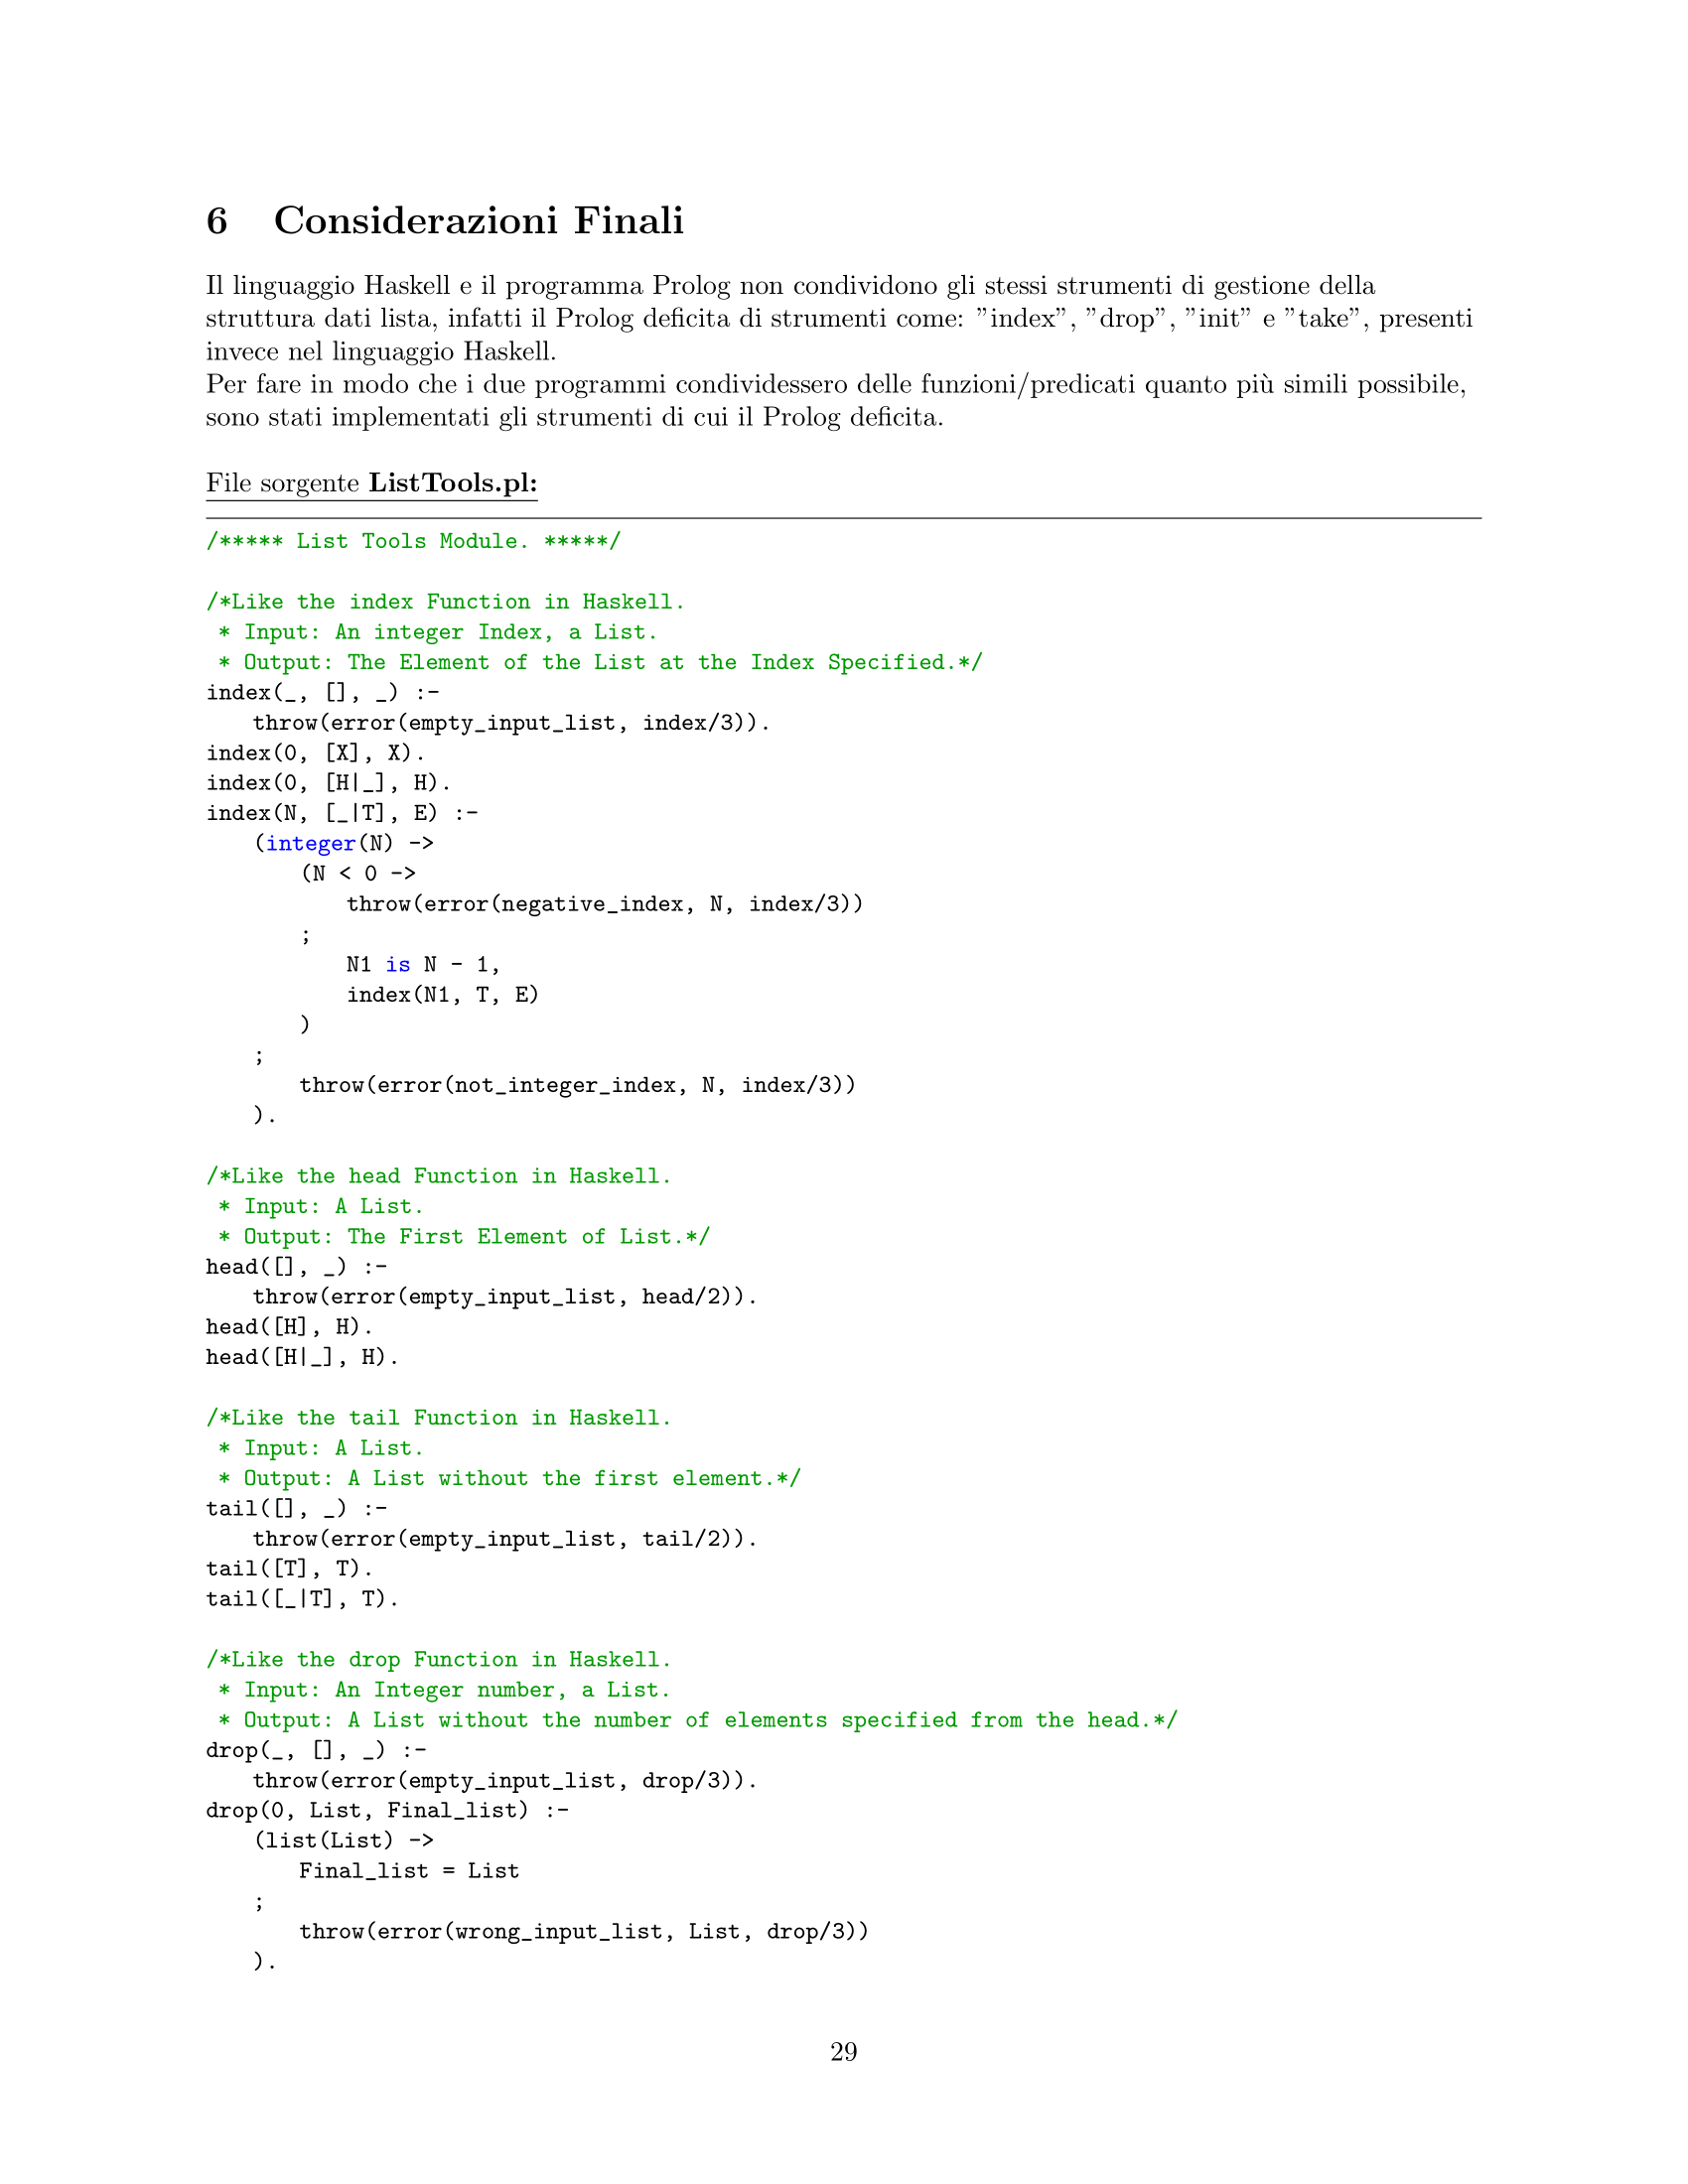 6 Considerazioni Finali
Il linguaggio Haskell e il programma Prolog non condividono gli stessi strumenti di gestione della
struttura dati lista, infatti il Prolog deficita di strumenti come: ”index”, ”drop”, ”init” e ”take”, presenti
invece nel linguaggio Haskell.
Per fare in modo che i due programmi condividessero delle funzioni/predicati quanto più simili possibile,
sono stati implementati gli strumenti di cui il Prolog deficita.
File sorgente ListTools.pl:
/***** List Tools Module. *****/
/*Like the index Function in Haskell.
 * Input: An integer Index, a List.
 * Output: The Element of the List at the Index Specified.*/
index(_, [], _) :-
    throw(error(empty_input_list, index/3)).
index(0, [X], X).
index(0, [H|_], H).
index(N, [_|T], E) :-
    (integer(N) ->
        (N < 0 ->
            throw(error(negative_index, N, index/3))
        ;
            N1 is N - 1,
            index(N1, T, E)
        )
    ;
        throw(error(not_integer_index, N, index/3))
    ).
/*Like the head Function in Haskell.
 * Input: A List.
 * Output: The First Element of List.*/
head([], _) :-
    throw(error(empty_input_list, head/2)).
head([H], H).
head([H|_], H).
/*Like the tail Function in Haskell.
 * Input: A List.
 * Output: A List without the first element.*/
tail([], _) :-
    throw(error(empty_input_list, tail/2)).
tail([T], T).
tail([_|T], T).
/*Like the drop Function in Haskell.
 * Input: An Integer number, a List.
 * Output: A List without the number of elements specified from the head.*/
drop(_, [], _) :-
    throw(error(empty_input_list, drop/3)).
drop(0, List, Final_list) :-
    (list(List) ->
        Final_list = List
    ;
        throw(error(wrong_input_list, List, drop/3))
    ).
29